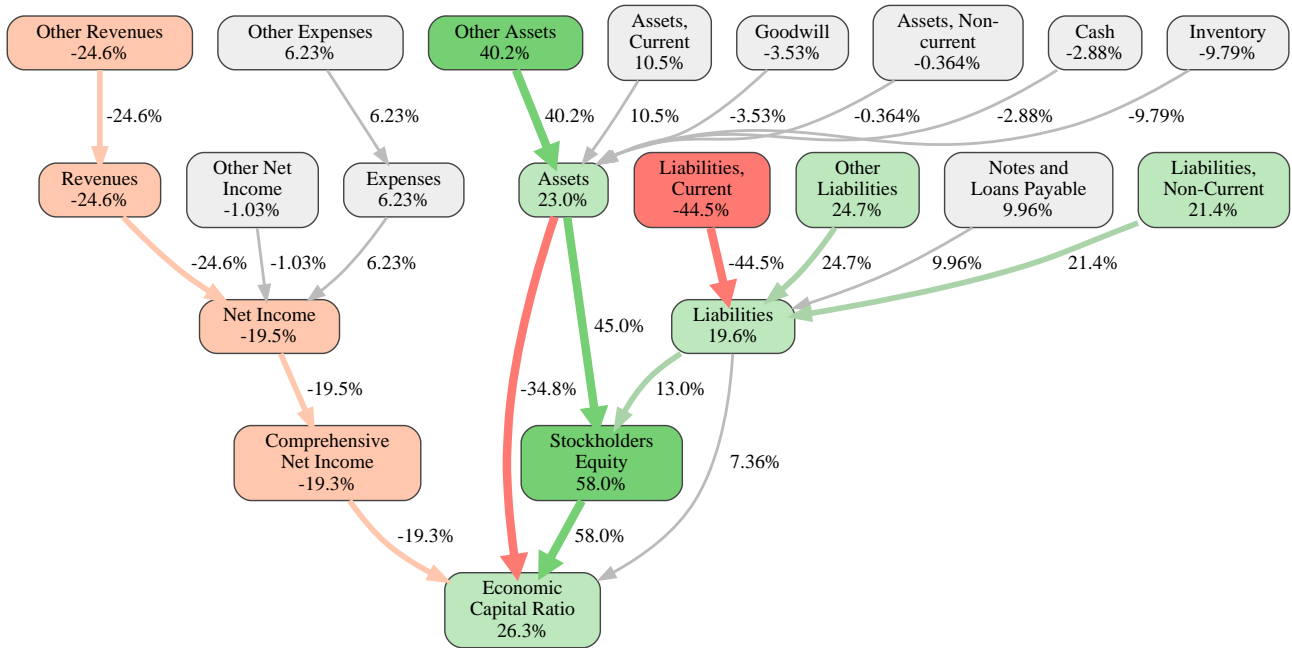 Other Revenues
-24.6%
Other Expenses
6.23%
Other Assets
40.2%
Assets,
Current
10.5%
Goodwill
-3.53%
Assets, Non-
current
-0.364%
Cash
-2.88%
Inventory
-9.79%
-24.6%
6.23%
40.2%
10.5%
-3.53%
-0.364%
-2.88%
-9.79%
Revenues
-24.6%
Other Net
Income
-1.03%
Expenses
6.23%
Assets
23.0%
Liabilities,
Current
-44.5%
Other
Liabilities
24.7%
Notes and
Loans Payable
9.96%
Liabilities,
Non-Current
21.4%
-24.6%
-1.03%
6.23%
-44.5%
24.7%
9.96%
21.4%
Net Income
-19.5%
45.0%
Liabilities
19.6%
-19.5%
-34.8%
13.0%
Comprehensive
Net Income
-19.3%
Stockholders
Equity
58.0%
7.36%
-19.3%
58.0%
Economic
Capital Ratio
26.3%